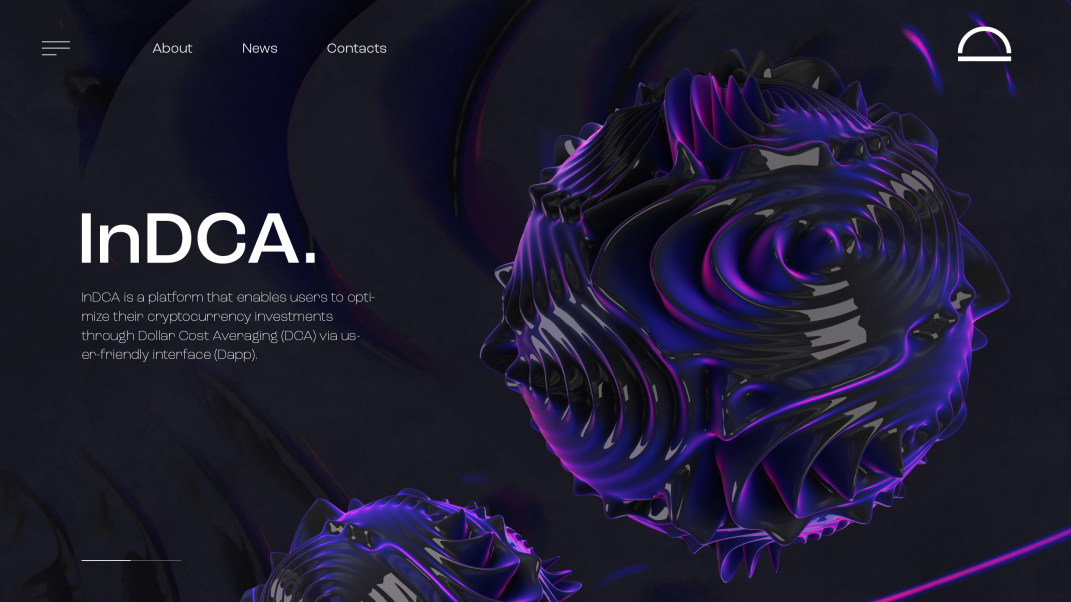 About News Contacts
InDCA.
InDCA is a platform that enables users to opti-
mize their cryptocurrency investments
through Dollar Cost Averaging (DCA) via us-
er-friendly interface (Dapp).